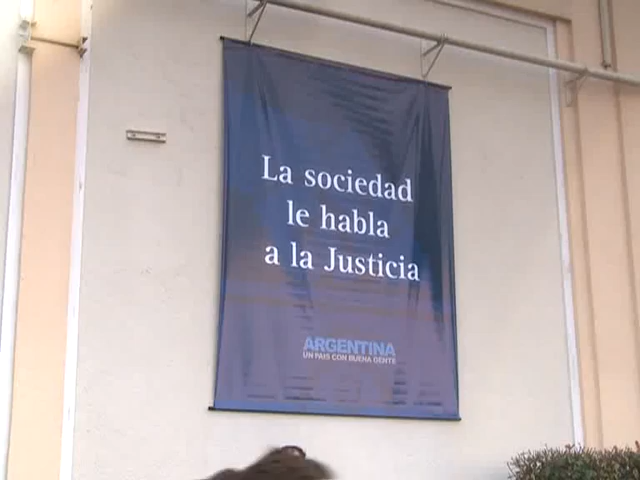 La sociedad
le habla
a la Justicia
ARGENTINA
UN PAIS CON BUENA GENTE